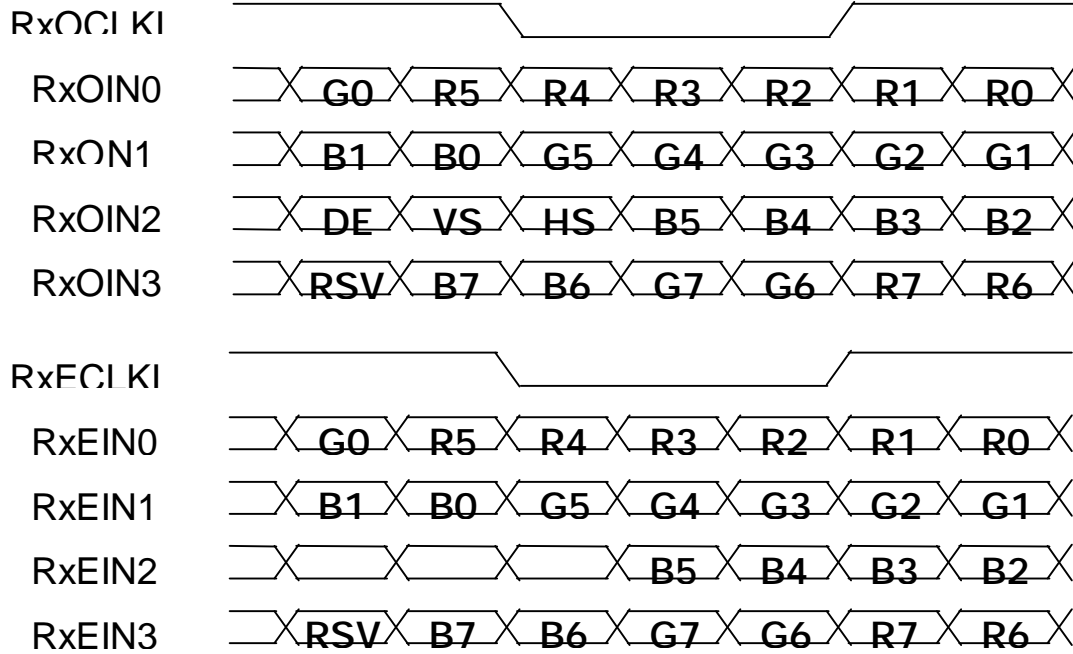 RxOCLKI
RxOIN0 G0 R5 R4 R3 R2 R1 R0
RxON1 B1 B0 G5 G4 G3 G2 G1
RxOIN2 DE VS HS B5 B4 B3 B2
RxOIN3 RSV B7 B6 G7 G6 R7 R6
RxECLKI
RxEIN0 G0 R5 R4 R3 R2 R1 R0
RxEIN1 B1 B0 G5 G4 G3 G2 G1
RxEIN2 B5 B4 B3 B2
RxEIN3 RSV B7 B6 G7 G6 R7 R6